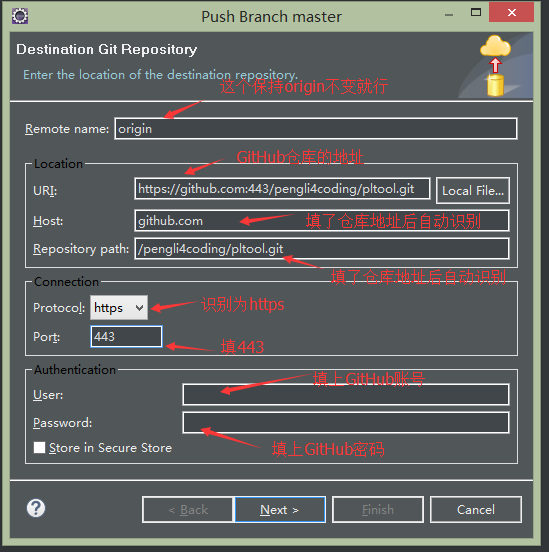 Push Branch master
Destination Git Repository
Enter the location of the destination repository.
这个保持origin不变就行
Remote name: origin
GitHub仓库的地址
Location
URI: https://github.com:443/pengli4coding/pltool.git Local File...
Host: github.com 填了仓库地址后自动识别
Repository path: /pengli4coding/pltool.git
填了仓库地址后自动识别
Connection
Protocol: https 识别为https
Port: 443
填443
Authentication
填上GitHub账号
User:
Password:
填上GitHub密码
Store in Secure Store
? < Back Next > Finish Cancel